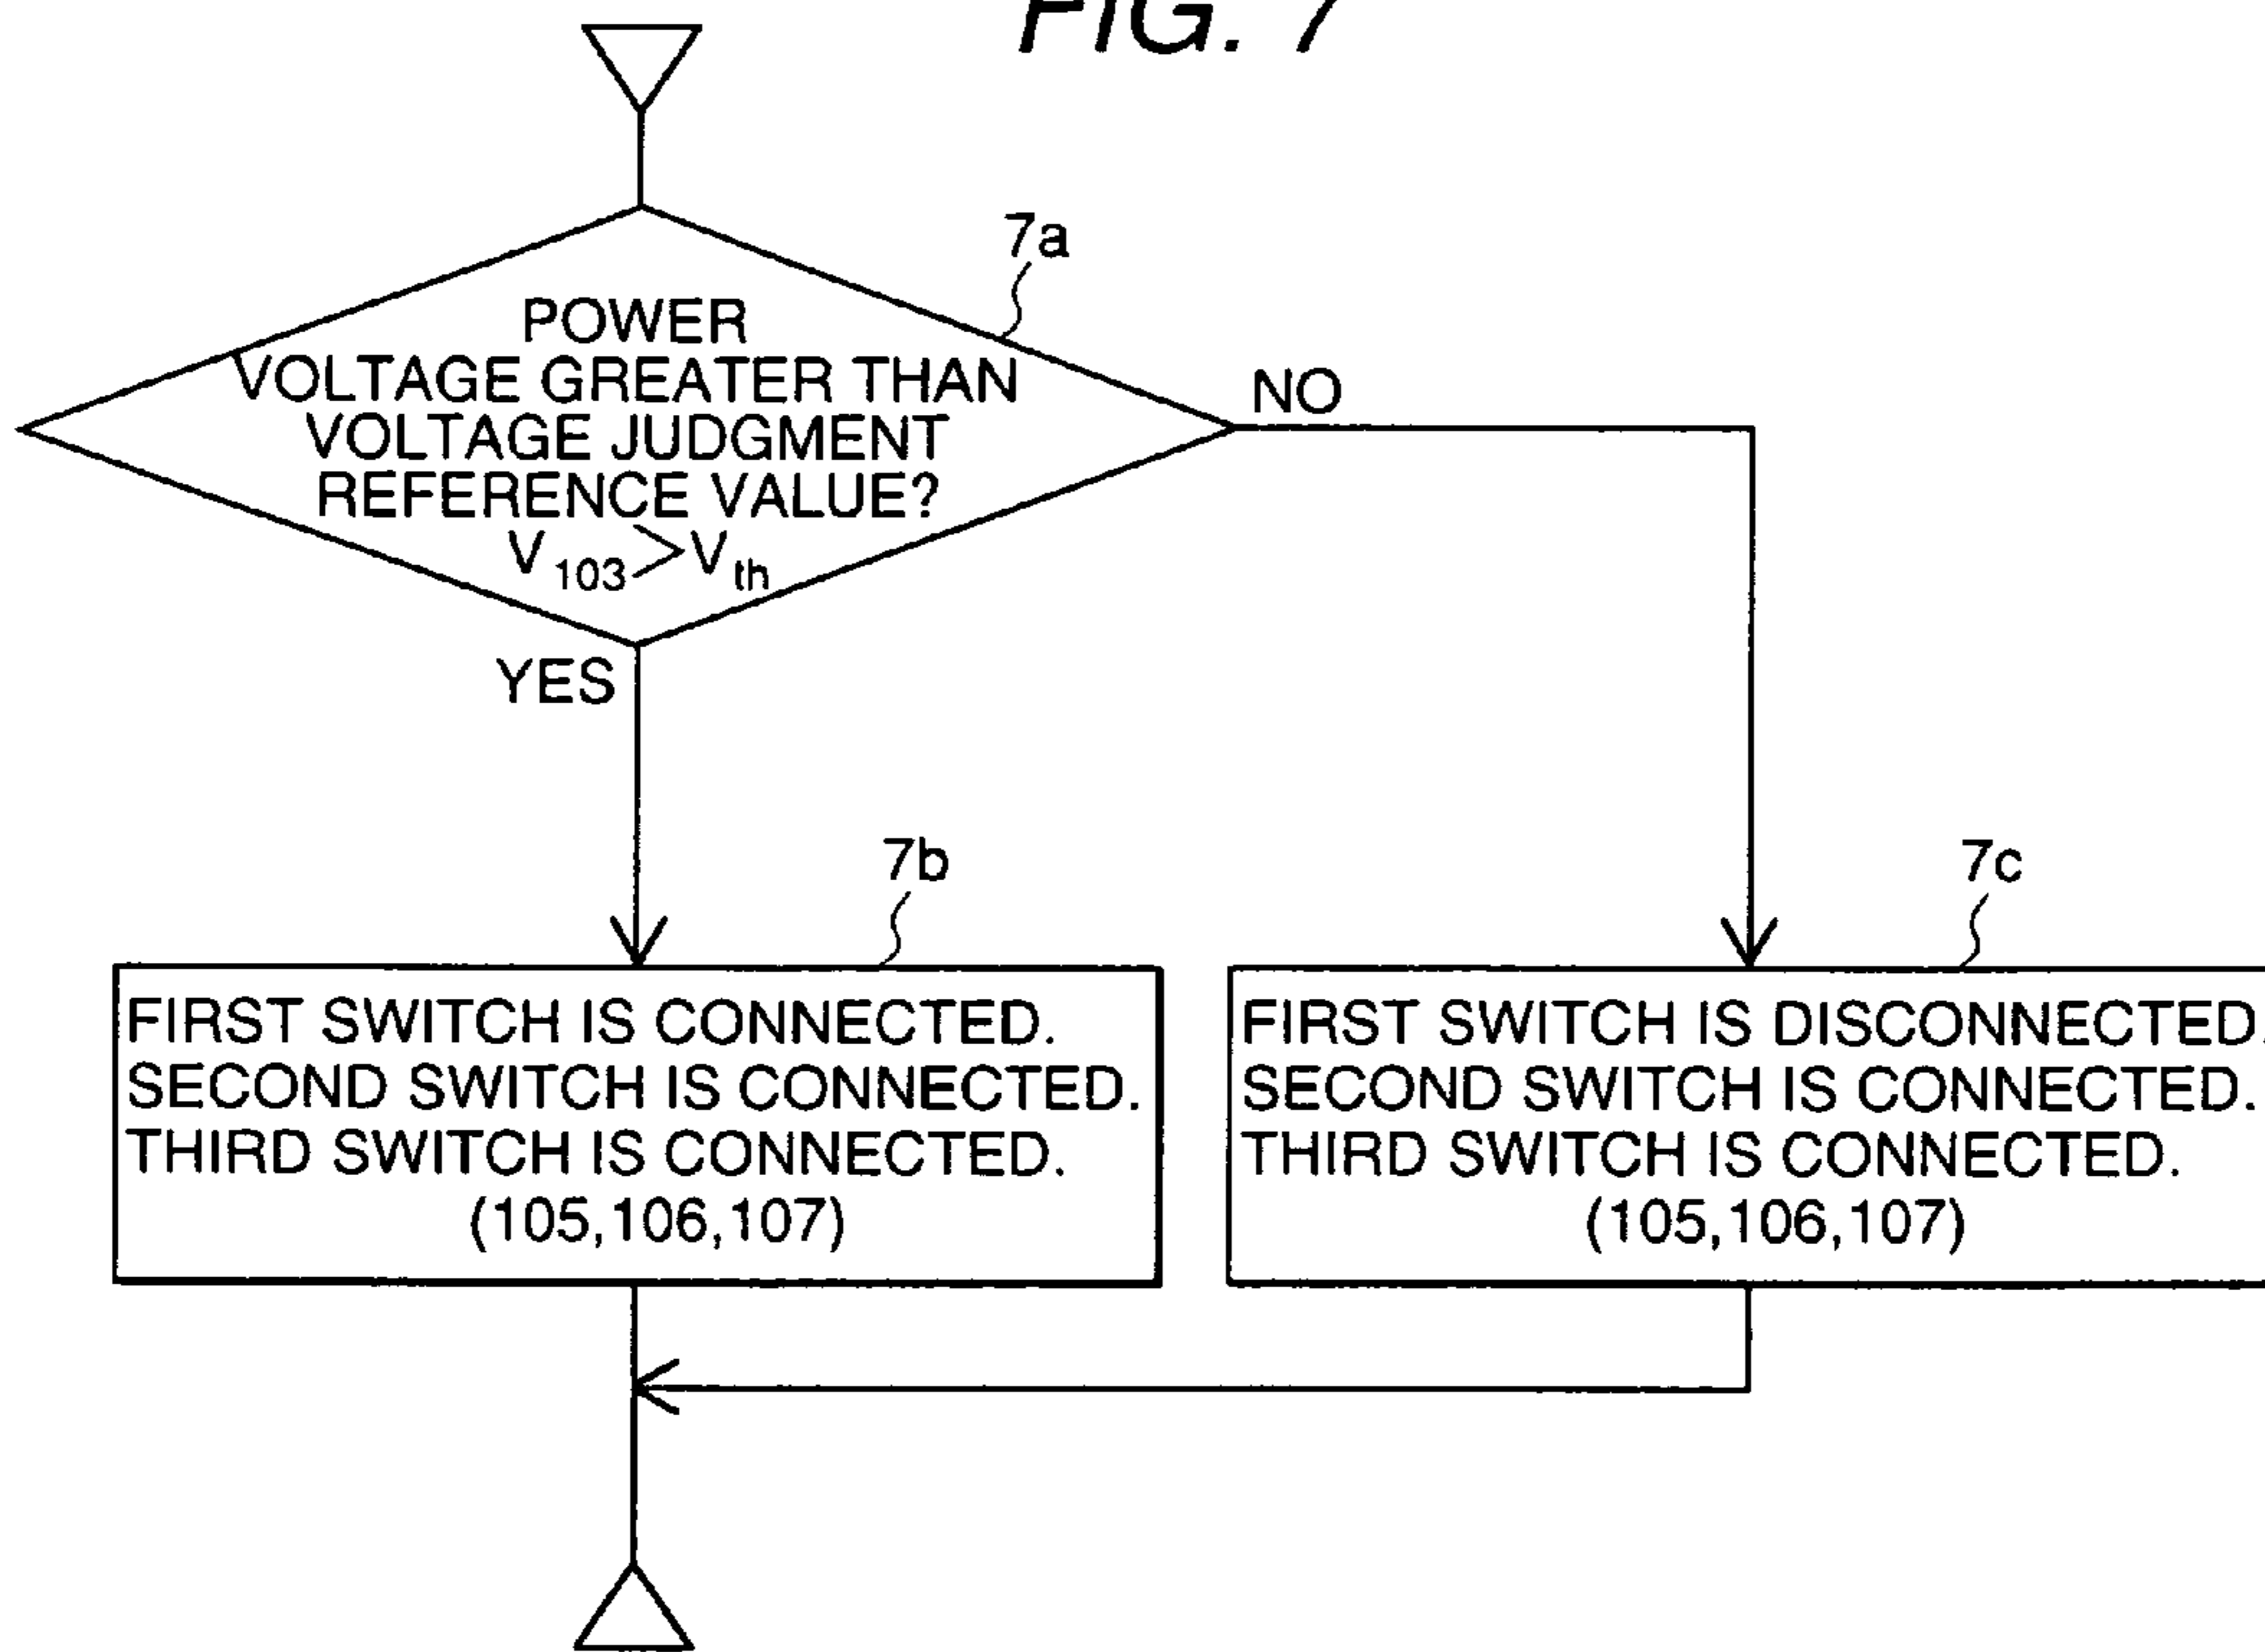 FIG. 7
7a
POWER
VOLTAGE GREATER THAN
VOLTAGE JUDGMENT
REFERENCE VALUE?
V103>Vth
NO
YES
7b
FIRST SWITCH IS CONNECTED.
SECOND SWITCH IS CONNECTED.
THIRD SWITCH IS CONNECTED.
(105,106,107)
7c
FIRST SWITCH IS DISCONNECTED.
SECOND SWITCH IS CONNECTED.
THIRD SWITCH IS CONNECTED.
(105,106,107)